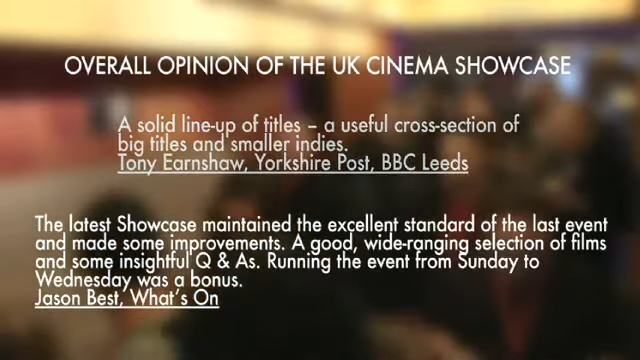 OVERALL OPINION OF THE UK CINEMA SHOWCASE
A solid line-up of titles – a useful cross-section of
big titles and smaller indies.
Tony Earnshaw, Yorkshire Post, BBC Leeds
The latest Showcase maintained the excellent standard of the last event
and made some improvements. A good, wide-ranging selection of films
and some insightful Q & As. Running the event from Sunday to
Wednesday was a bonus.
Jason Best, What's On